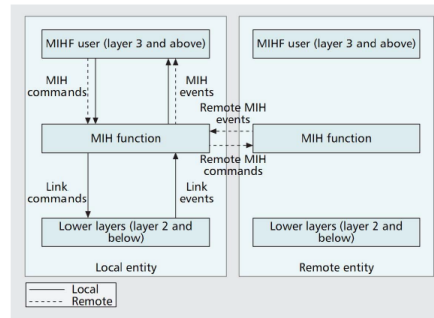 MIHF user (layer 3 and above)
MIHF user (layer 3 and above)
MIH
commands
MIH
events
Remote MIH
events
MIH function
MIH function
Remote MIH
commands
Link
commands
Link
events
Lower layers (layer 2 and
below)
Lower layers (layer 2 and
below)
Local entity
Remote entity
Local
Remote